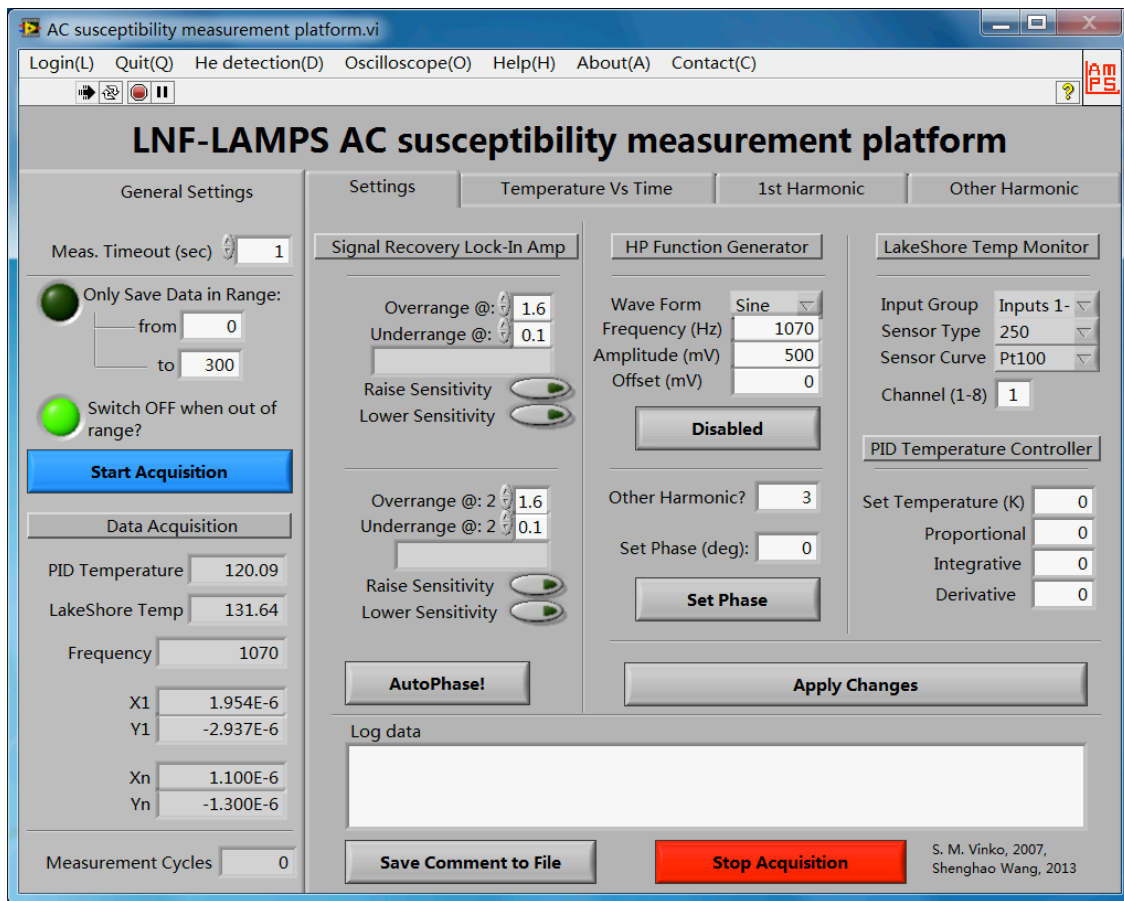 AC susceptibility measurement platform.vi
Login(L) Quit(Q) He detection(D) Oscilloscope(O) Help(H) About(A) Contact(C)
?
LAMPS
LNF-LAMPS AC susceptibility measurement platform
General Settings
Meas. Timeout (sec) 1
Only Save Data in Range:
from 0
to 300
Switch OFF when out of
range?
Start Acquisition
Data Acquisition
PID Temperature 120.09
LakeShore Temp 131.64
Frequency 1070
X1 1.954E-6
Y1 -2.937E-6
Xn 1.100E-6
Yn -1.300E-6
Measurement Cycles 0
Settings Temperature Vs Time 1st Harmonic Other Harmonic
Signal Recovery Lock-In Amp
Overrange @: 1.6
Underrange @: 0.1
Raise Sensitivity
Lower Sensitivity
Overrange @: 2 1.6
Underrange @: 2 0.1
Raise Sensitivity
Lower Sensitivity
AutoPhase!
HP Function Generator
Wave Form Sine
Frequency (Hz) 1070
Amplitude (mV) 500
Offset (mV) 0
Disabled
Other Harmonic? 3
Set Phase (deg): 0
Set Phase
LakeShore Temp Monitor
Input Group Inputs 1-
Sensor Type 250
Sensor Curve Pt100
Channel (1-8) 1
PID Temperature Controller
Set Temperature (K) 0
Proportional 0
Integrative 0
Derivative 0
Apply Changes
Log data
Save Comment to File
Stop Acquisition
S. M. Vinko, 2007,
Shenghao Wang, 2013